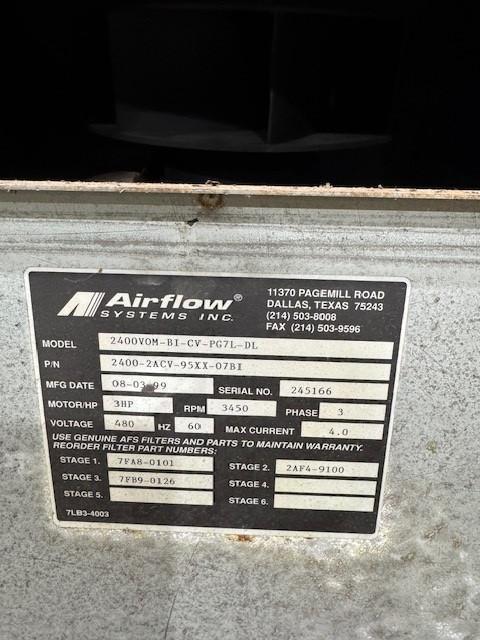 Airflow®
SYSTEMS INC.
11370 PAGEMILL ROAD
DALLAS, TEXAS 75243
(214) 503-8008
FAX (214) 503-9596
MODEL 2400VOM-BI-CV-PG7L-DL
P/N 2400-2ACV-95XX-07BI
MFG DATE 08-03-99 SERIAL NO. 245166
MOTOR/HP 3HP RPM 3450 PHASE 3
VOLTAGE 480 HZ 60 MAX CURRENT 4.0
USE GENUINE AFS FILTERS AND PARTS TO MAINTAIN WARRANTY.
REORDER FILTER PART NUMBERS:
STAGE 1. 7FA8-0101 STAGE 2. 2AF4-9100
STAGE 3. 7FB9-0126 STAGE 4.
STAGE 5. STAGE 6.
7LB3-4003